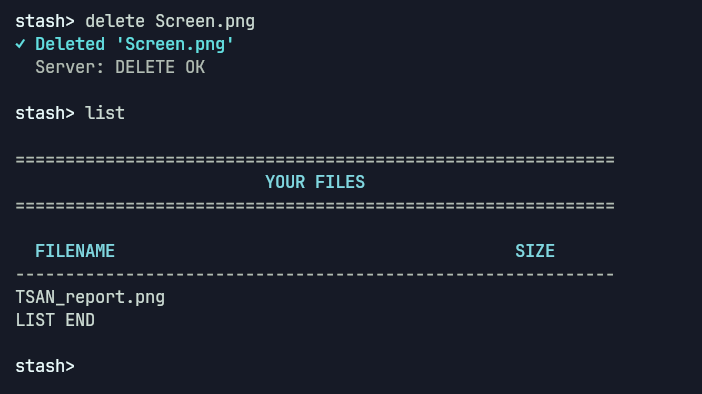 stash> delete Screen.png
✓ Deleted 'Screen.png'
Server: DELETE OK
stash> list
============================================================
YOUR FILES
============================================================
FILENAME SIZE
------------------------------------------------------------
TSAN_report.png
LIST END
stash>